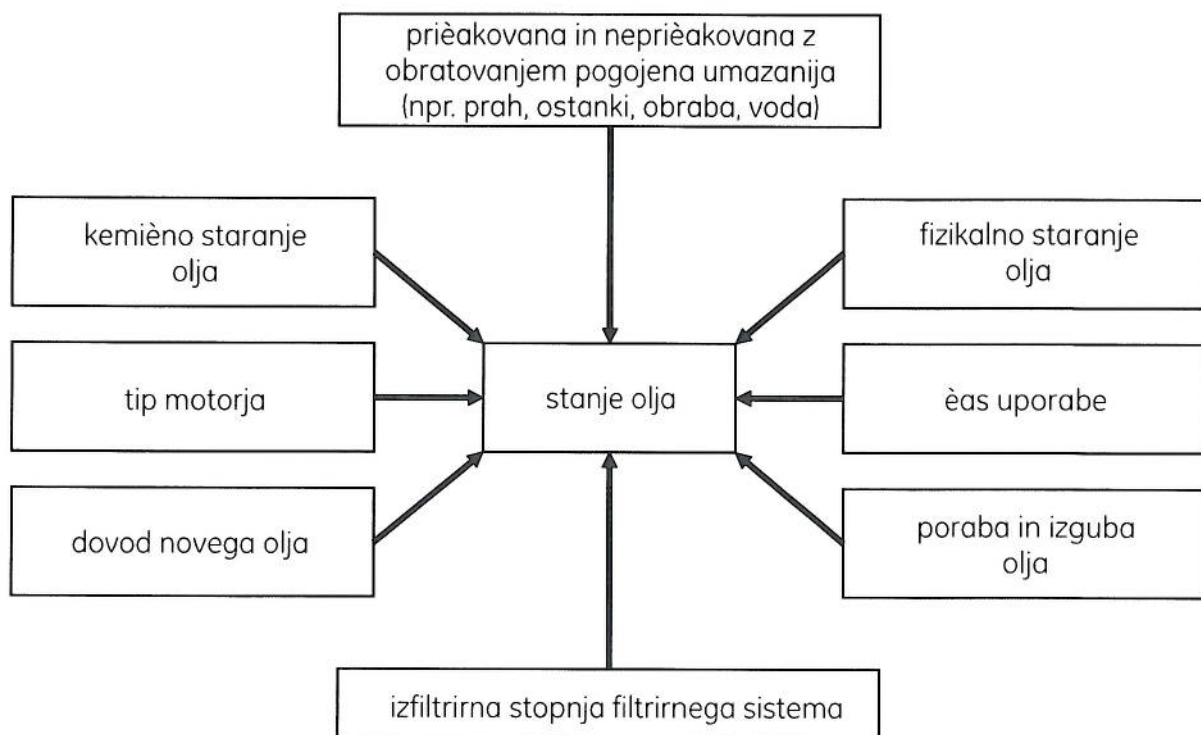 prièakovana in neprièakovana z
obratovanjem pogojena umazanija
(npr. prah, ostanki, obraba, voda)
kemièno staranje
olja
fizikalno staranje
olja
tip motorja
stanje olja
èas uporabe
dovod novega olja
poraba in izguba
olja
izfiltrirna stopnja filtrirnega sistema